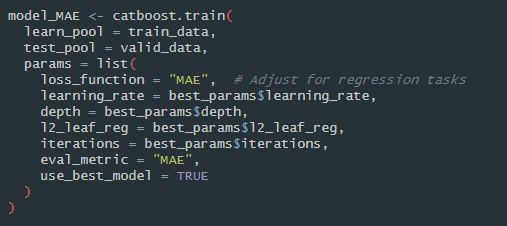 model_MAE <- catboost.train(
  learn_pool = train_data,
  test_pool = valid_data,
  params = list(
    loss_function = "MAE",  # Adjust for regression tasks
    learning_rate = best_params$learning_rate,
    depth = best_params$depth,
    l2_leaf_reg = best_params$l2_leaf_reg,
    iterations = best_params$iterations,
    eval_metric = "MAE",
    use_best_model = TRUE
  )
)